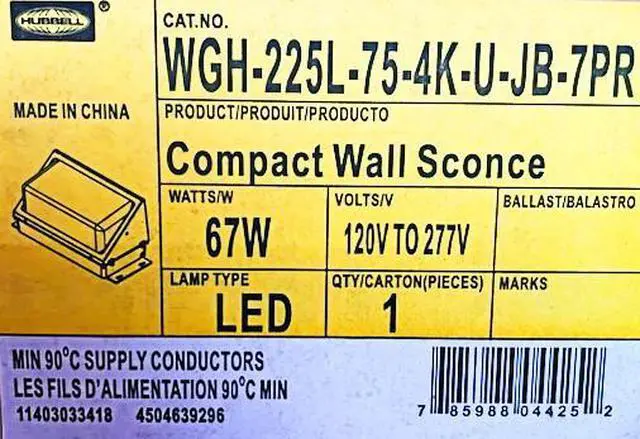 HUBBELL ®
CAT.NO.
WGH-225L-75-4K-U-JB-7PR
MADE IN CHINA
PRODUCT/PRODUIT/PRODUCTO
Compact Wall Sconce
WATTS/W
67W
VOLTS/V
120V TO 277V
BALLAST/BALASTRO
LAMP TYPE
LED
QTY/CARTON(PIECES)
1
MARKS
MIN 90°C SUPPLY CONDUCTORS
LES FILS D'ALIMENTATION 90°C MIN
11403033418 4504639296
7 85988 04425 2